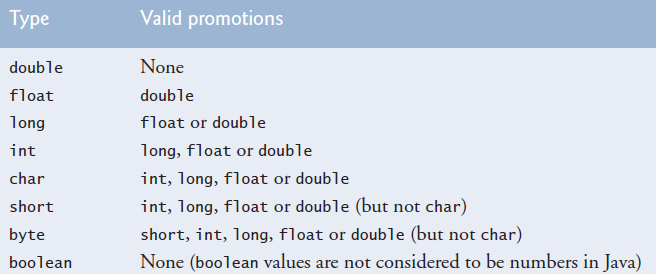 Type Valid promotions
double None
float double
long float or double
int long, float or double
char int, long, float or double
short int, long, float or double (but not char)
byte short, int, long, float or double (but not char)
boolean None (boolean values are not considered to be numbers in Java)